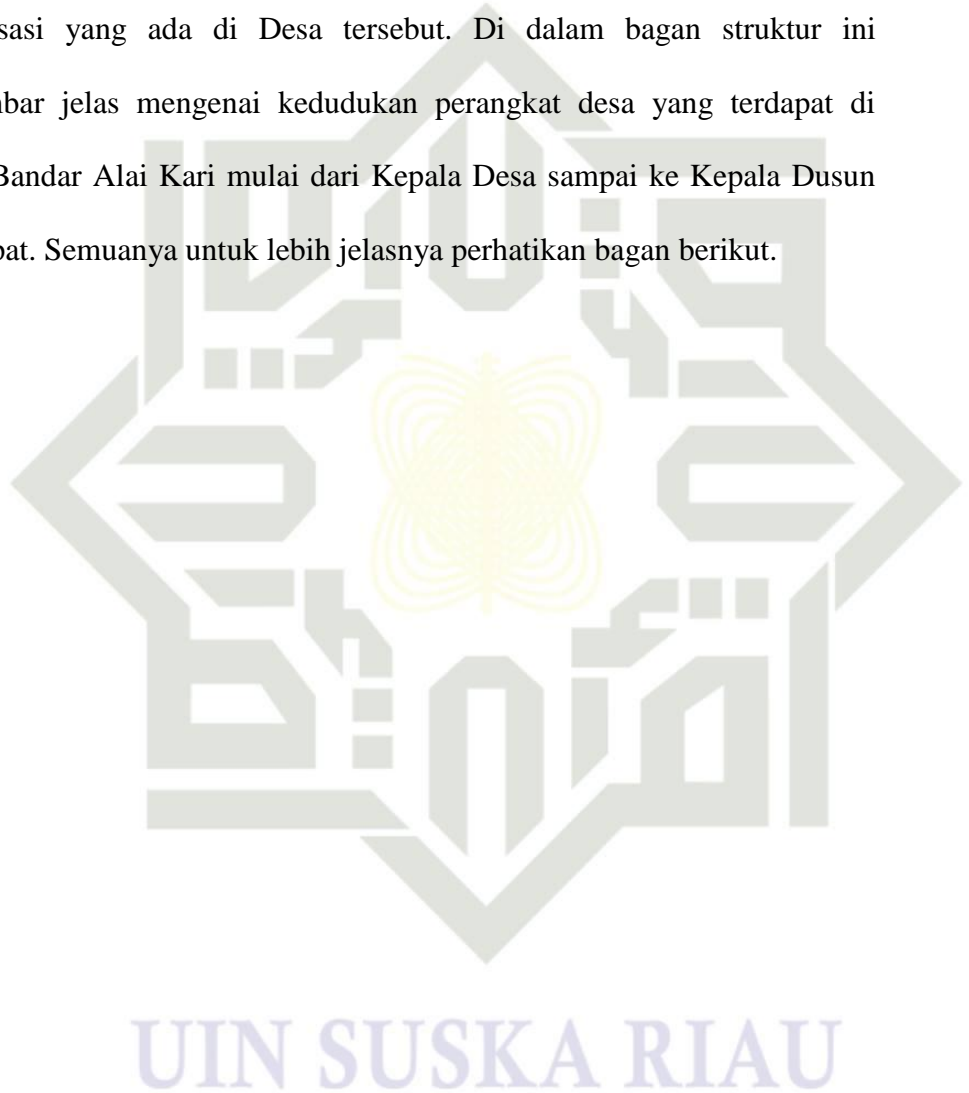 sasi yang ada di Desa tersebut. Di dalam bagan struktur ini
bar jelas mengenai kedudukan perangkat desa yang terdapat di
Bandar Alai Kari mulai dari Kepala Desa sampai ke Kepala Dusun
pat. Semuanya untuk lebih jelasnya perhatikan bagan berikut.
UIN SUSKA RIAU